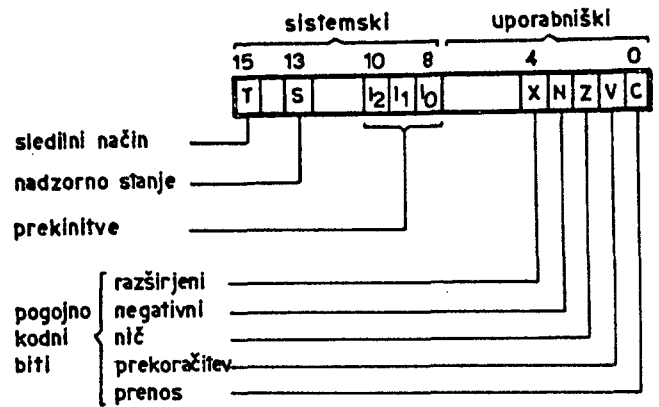 sistemski uporabniški
15 13 10 8 4 0
T S I2 I1 I0 X N Z V C
sledilni način
nadzorno stanje
prekinitve
razširjeni
pogojno negativni
kodni nič
biti prekoračitev
prenos